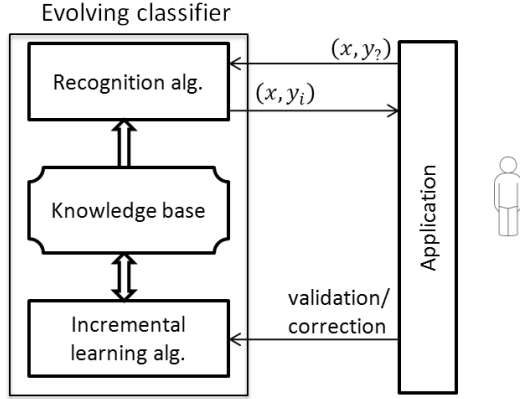 Evolving classifier
Recognition alg.
(x, y?)
(x, yᵢ)
Knowledge base
Application
validation/
correction
Incremental
learning alg.